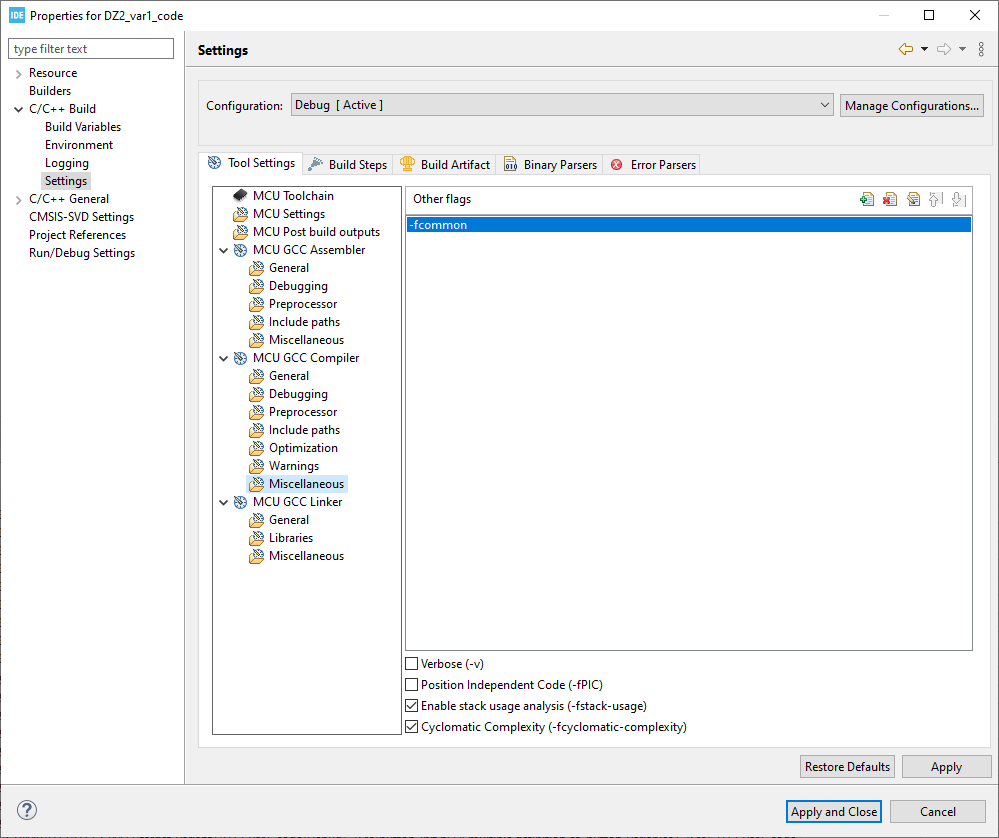 IDE Properties for DZ2_var1_code
type filter text
Resource
Builders
C/C++ Build
Build Variables
Environment
Logging
Settings
C/C++ General
CMSIS-SVD Settings
Project References
Run/Debug Settings
Settings
Configuration: Debug [ Active ] Manage Configurations...
Tool Settings Build Steps Build Artifact Binary Parsers Error Parsers
MCU Toolchain
MCU Settings
MCU Post build outputs
MCU GCC Assembler
General
Debugging
Preprocessor
Include paths
Miscellaneous
MCU GCC Compiler
General
Debugging
Preprocessor
Include paths
Optimization
Warnings
Miscellaneous
MCU GCC Linker
General
Libraries
Miscellaneous
Other flags
-fcommon
Verbose (-v)
Position Independent Code (-fPIC)
Enable stack usage analysis (-fstack-usage)
Cyclomatic Complexity (-fcyclomatic-complexity)
Restore Defaults Apply
? Apply and Close Cancel